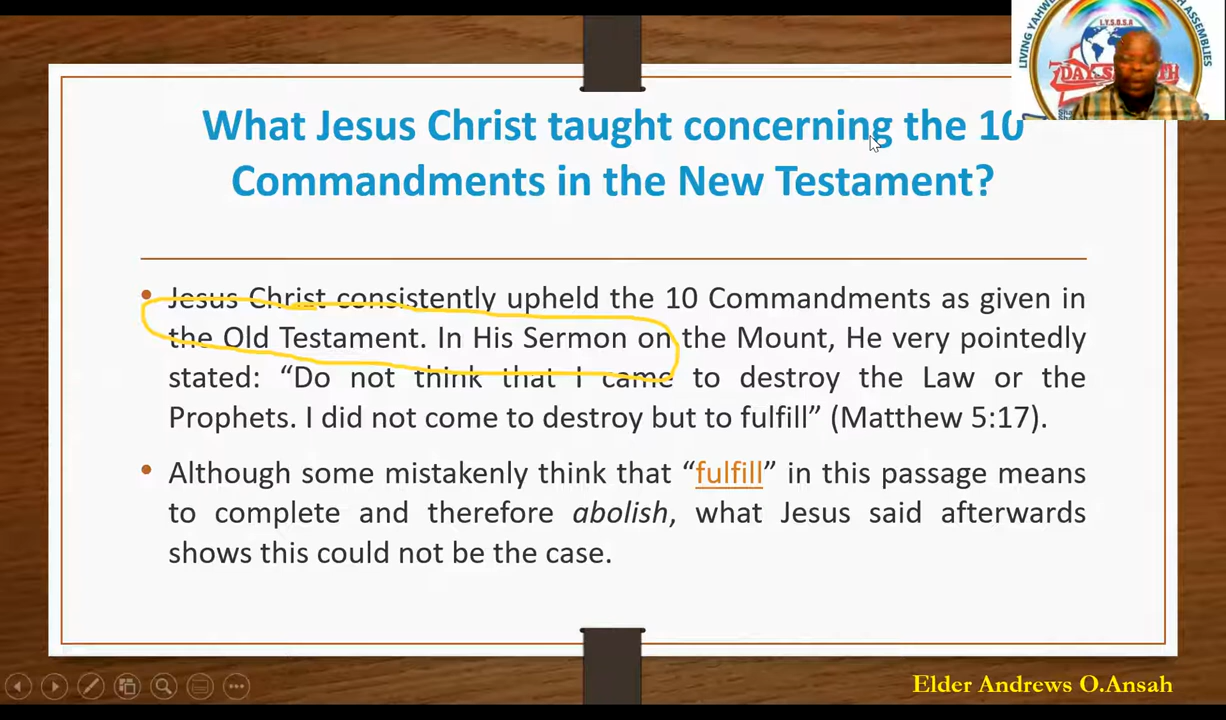 LIVING YAHWE
ASSEMBLIES
L.Y.S.D.S.A
7DAY
What Jesus Christ taught concerning the 10
Commandments in the New Testament?
• Jesus Christ consistently upheld the 10 Commandments as given in
the Old Testament. In His Sermon on the Mount, He very pointedly
stated: “Do not think that I came to destroy the Law or the
Prophets. I did not come to destroy but to fulfill” (Matthew 5:17).
• Although some mistakenly think that “fulfill” in this passage means
to complete and therefore abolish, what Jesus said afterwards
shows this could not be the case.
Elder Andrews O.Ansah